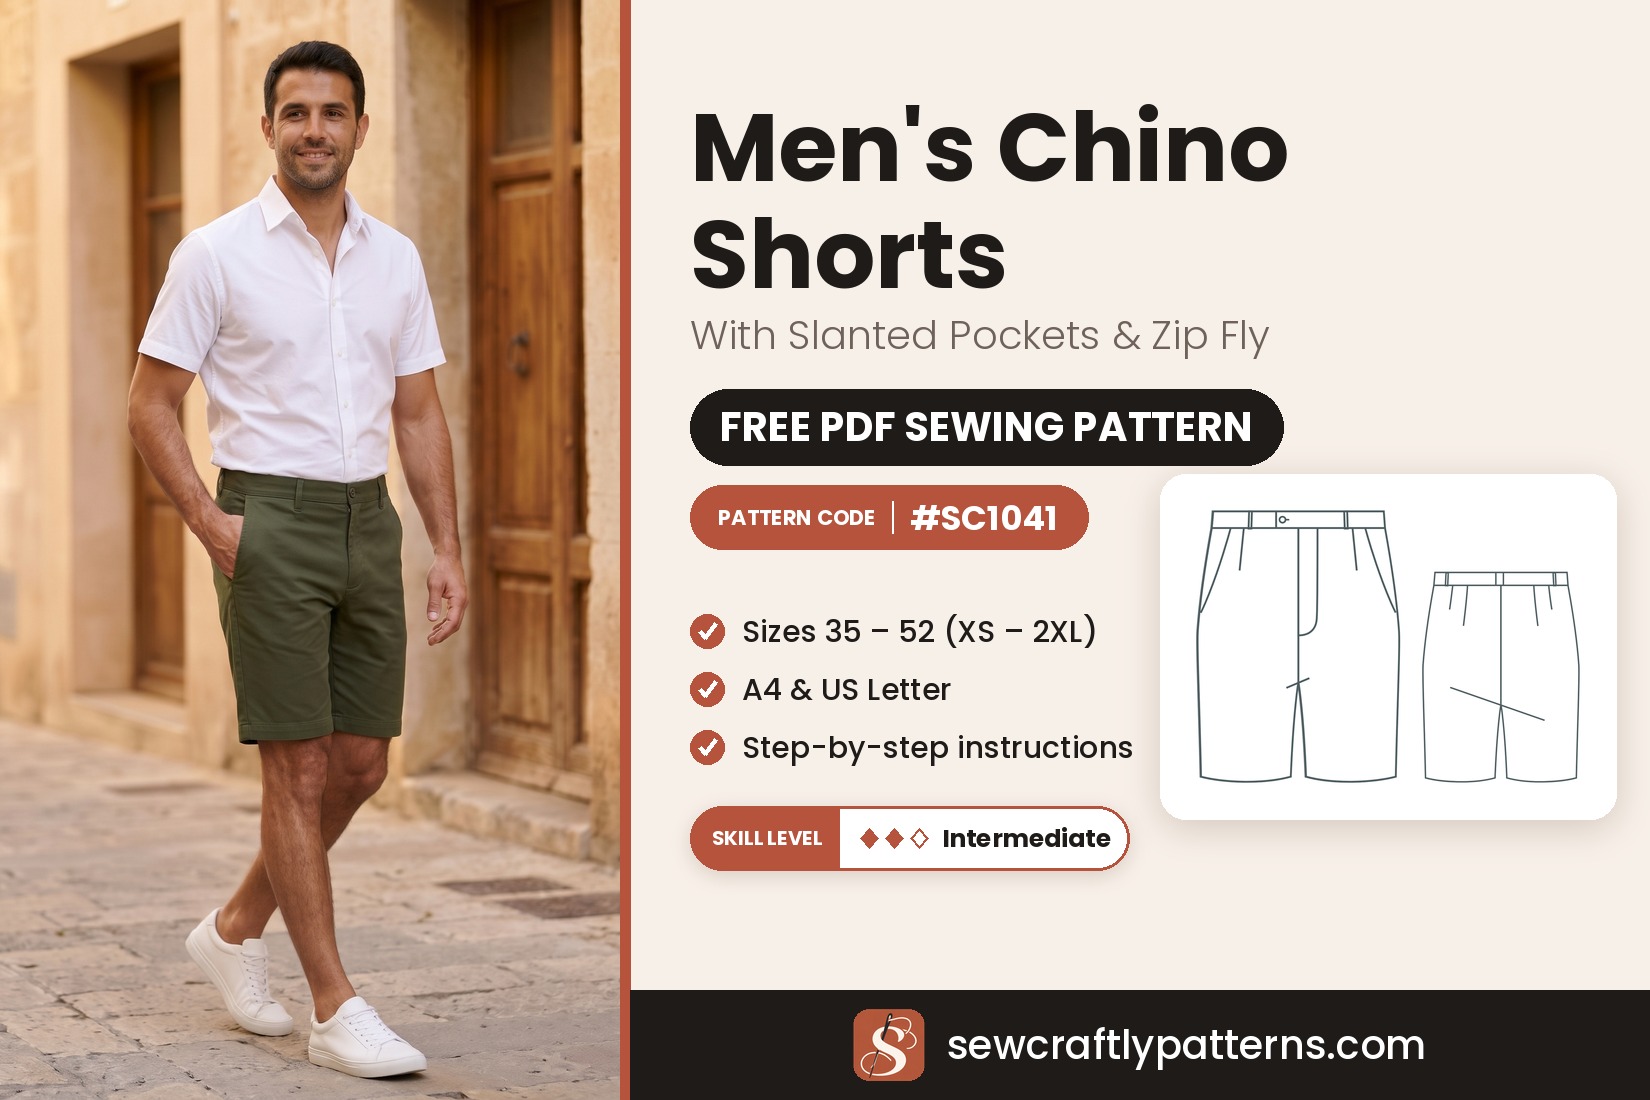 Men's Chino
Shorts
With Slanted Pockets & Zip Fly
FREE PDF SEWING PATTERN
PATTERN CODE #SC1041
Sizes 35 – 52 (XS – 2XL)
A4 & US Letter
Step-by-step instructions
SKILL LEVEL Intermediate
S sewcraftlypatterns.com